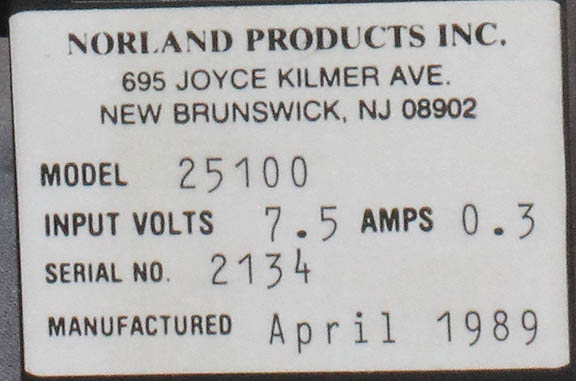 NORLAND PRODUCTS INC.
695 JOYCE KILMER AVE.
NEW BRUNSWICK, NJ 08902
MODEL 25100
INPUT VOLTS 7.5 AMPS 0.3
SERIAL NO. 2134
MANUFACTURED April 1989